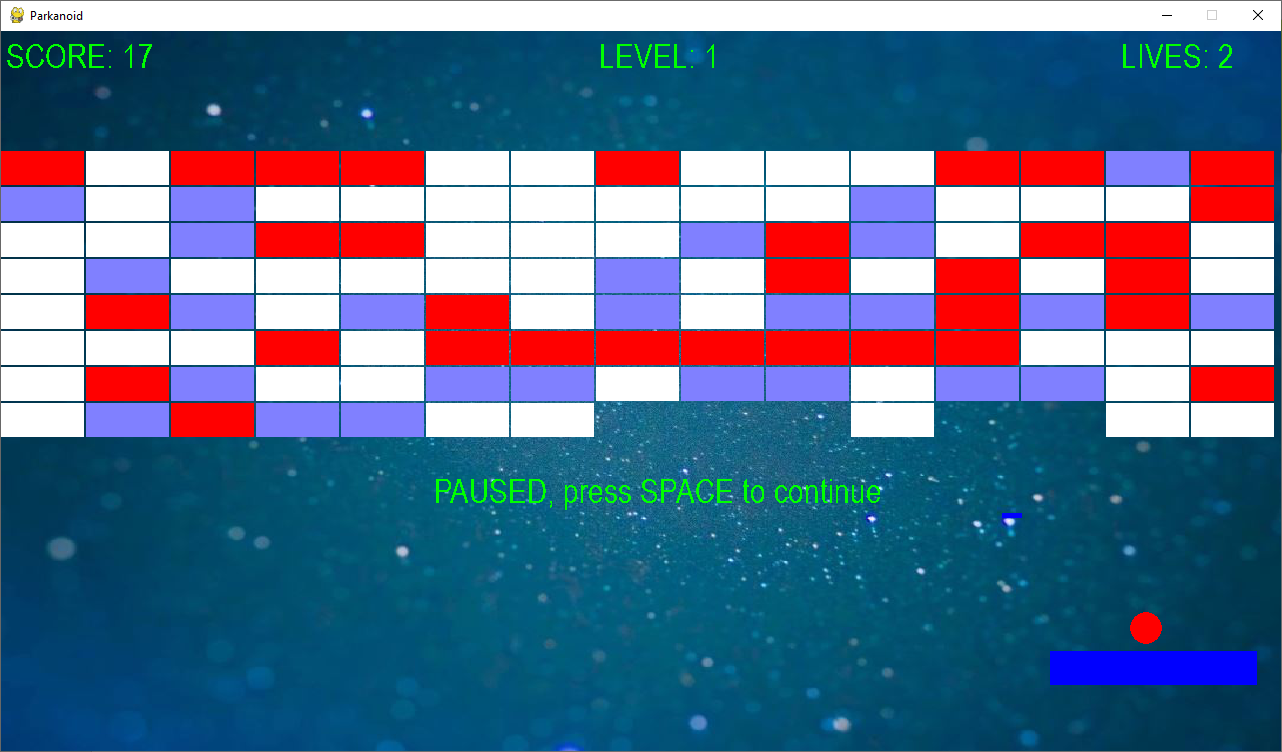 Parkanoid
SCORE: 17
LEVEL: 1
LIVES: 2
PAUSED, press SPACE to continue